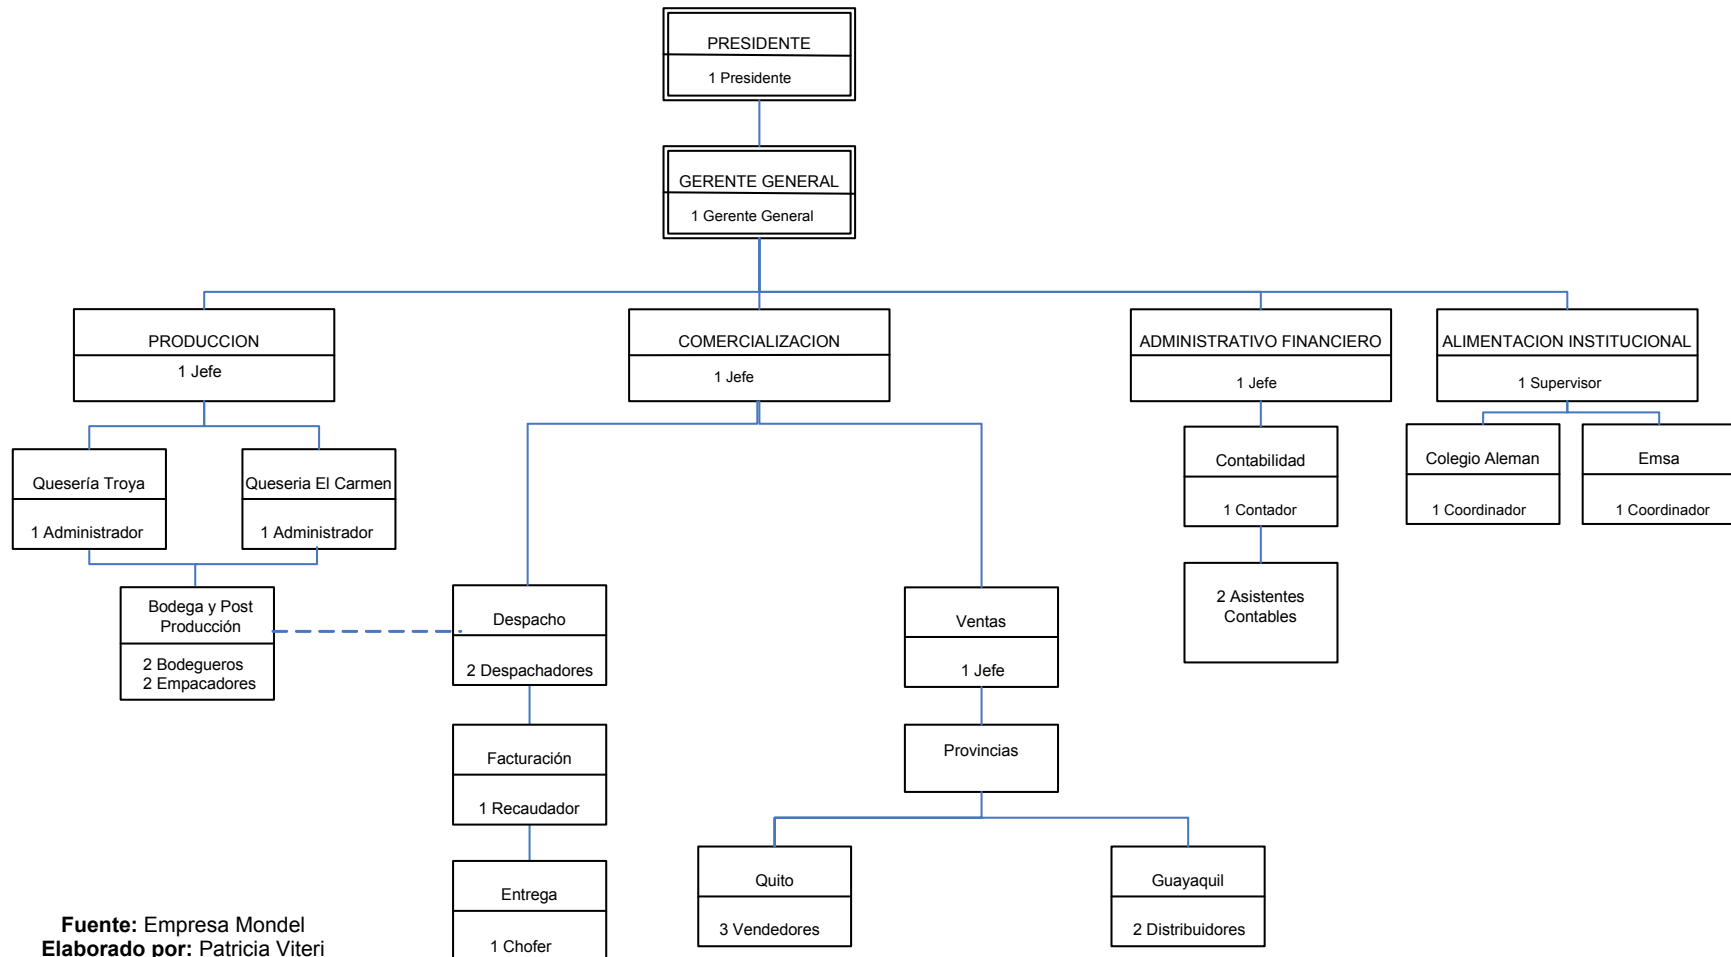 PRESIDENTE
1 Presidente
GERENTE GENERAL
1 Gerente General
PRODUCCION
1 Jefe
COMERCIALIZACION
1 Jefe
ADMINISTRATIVO FINANCIERO
1 Jefe
ALIMENTACION INSTITUCIONAL
1 Supervisor
Quesería Troya
1 Administrador
Queseria El Carmen
1 Administrador
Contabilidad
1 Contador
Colegio Aleman
1 Coordinador
Emsa
1 Coordinador
Bodega y Post
Producción
2 Bodegueros
2 Empacadores
Despacho
2 Despachadores
Ventas
1 Jefe
2 Asistentes
Contables
Facturación
1 Recaudador
Provincias
Entrega
1 Chofer
Quito
3 Vendedores
Guayaquil
2 Distribuidores
Fuente: Empresa Mondel
Elaborado por: Patricia Viteri